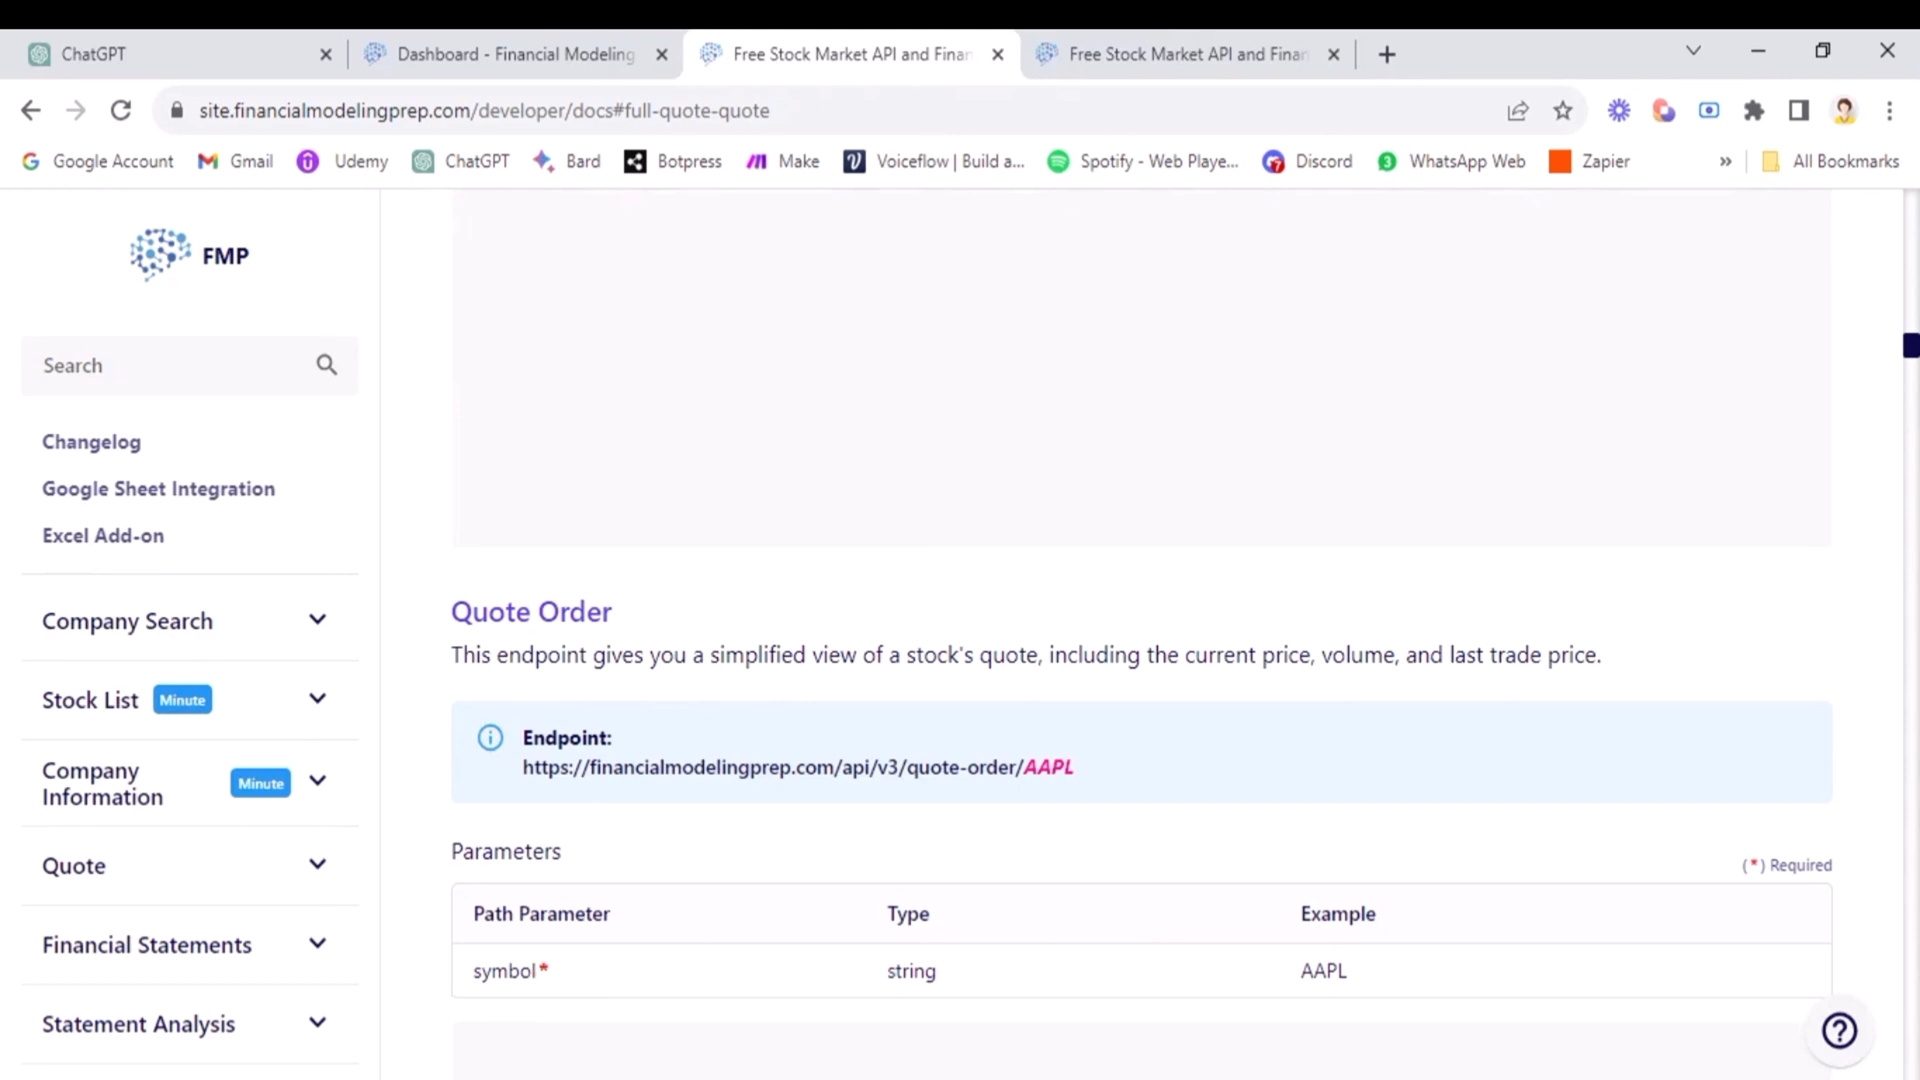 ChatGPT
Dashboard - Financial Modeling
Free Stock Market API and Finan
Free Stock Market API and Finan
site.financialmodelingprep.com/developer/docs#full-quote-quote
Google Account
Gmail
Udemy
ChatGPT
Bard
Botpress
Make
Voiceflow | Build a...
Spotify - Web Playe...
Discord
WhatsApp Web
Zapier
»
All Bookmarks
FMP
Search
Changelog
Google Sheet Integration
Excel Add-on
Company Search
Stock List Minute
Company
Information
Minute
Quote
Financial Statements
Statement Analysis
Quote Order
This endpoint gives you a simplified view of a stock's quote, including the current price, volume, and last trade price.
Endpoint:
https://financialmodelingprep.com/api/v3/quote-order/AAPL
Parameters
(*) Required
Path Parameter Type Example
symbol* string AAPL